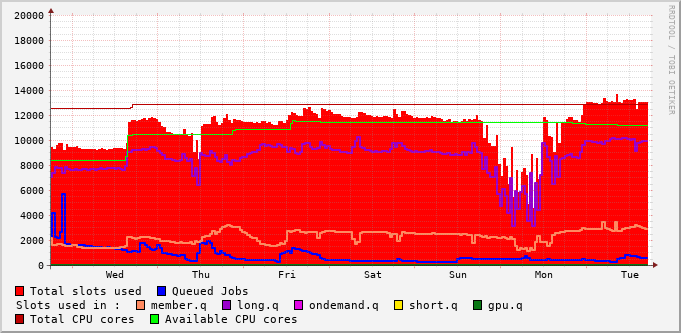 20000
18000
16000
14000
12000
10000
8000
6000
4000
2000
0
Wed Thu Fri Sat Sun Mon Tue
RRDTOOL / TOBI OETIKER
Total slots used Queued Jobs
Slots used in : member.q long.q ondemand.q short.q gpu.q
Total CPU cores Available CPU cores